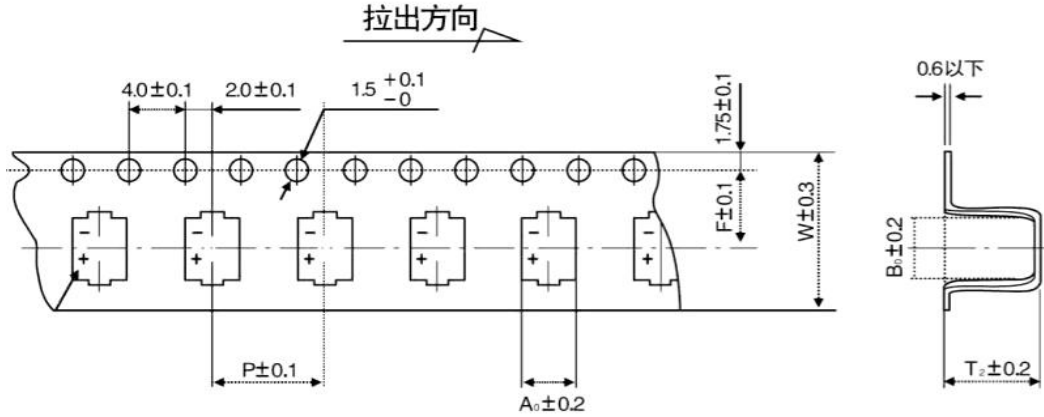 拉出方向
4.0±0.1
2.0±0.1
1.5 +0.1 -0
1.75±0.1
0.6以下
F±0.1
W±0.3
B₀±0.2
- - - - - -
+ + + + + +
P±0.1
A₀±0.2
T₂±0.2